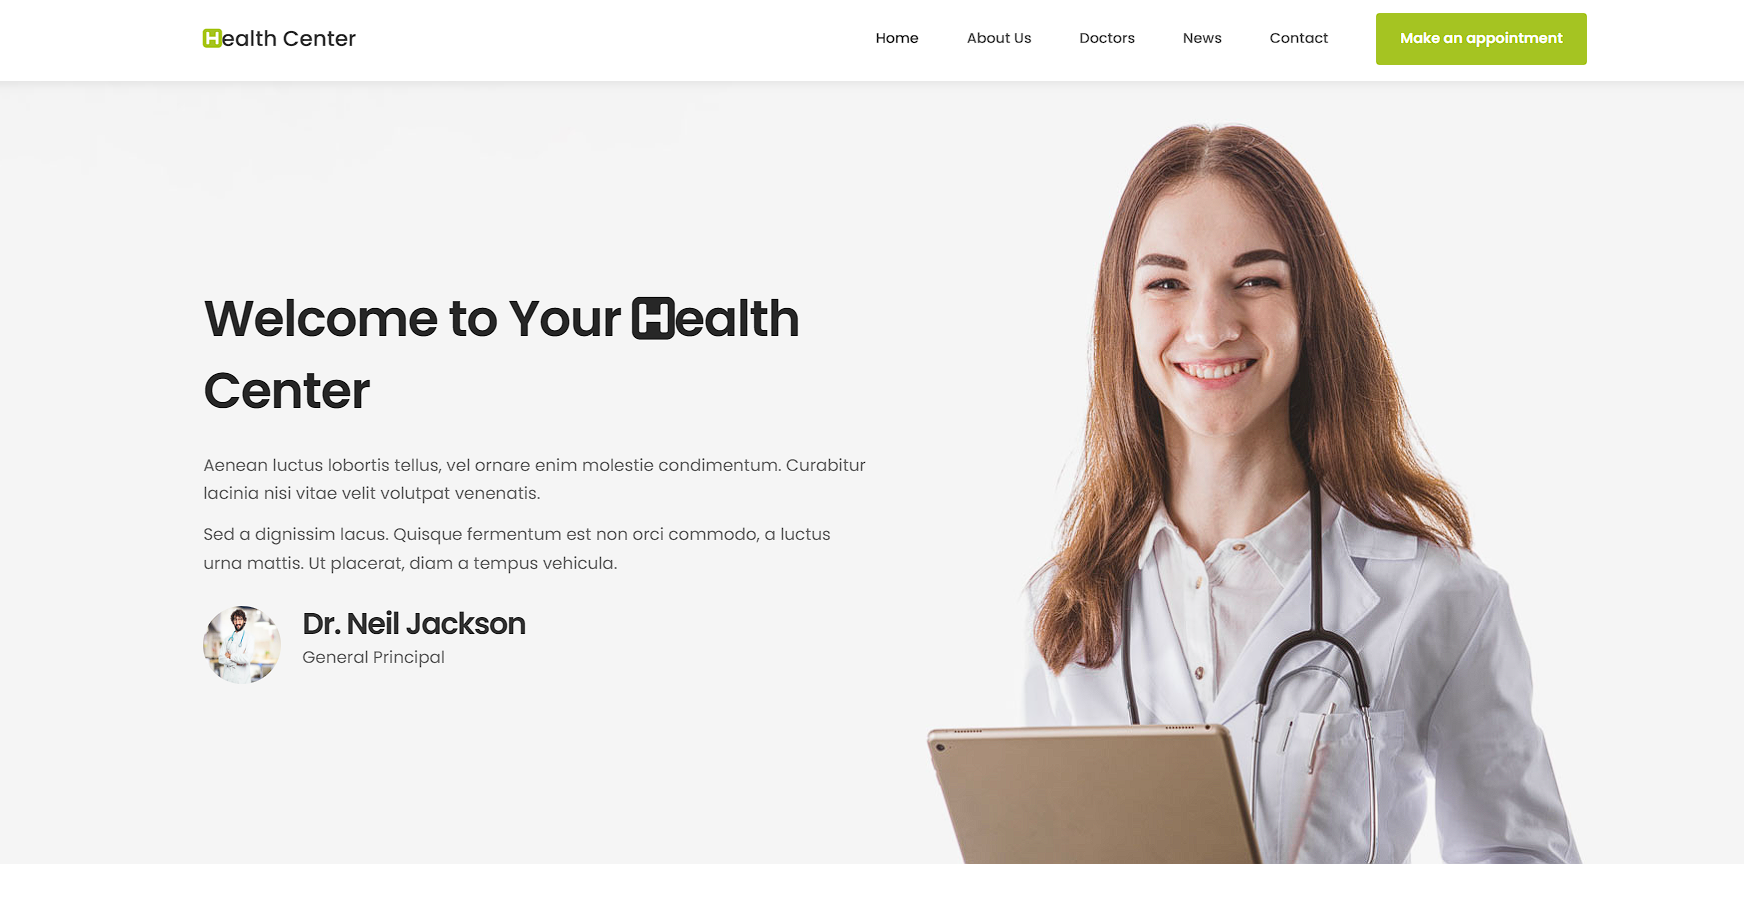 Health Center
Home
About Us
Doctors
News
Contact
Make an appointment
Welcome to Your Health
Center
Aenean luctus lobortis tellus, vel ornare enim molestie condimentum. Curabitur
lacinia nisi vitae velit volutpat venenatis.
Sed a dignissim lacus. Quisque fermentum est non orci commodo, a luctus
urna mattis. Ut placerat, diam a tempus vehicula.
Dr. Neil Jackson
General Principal